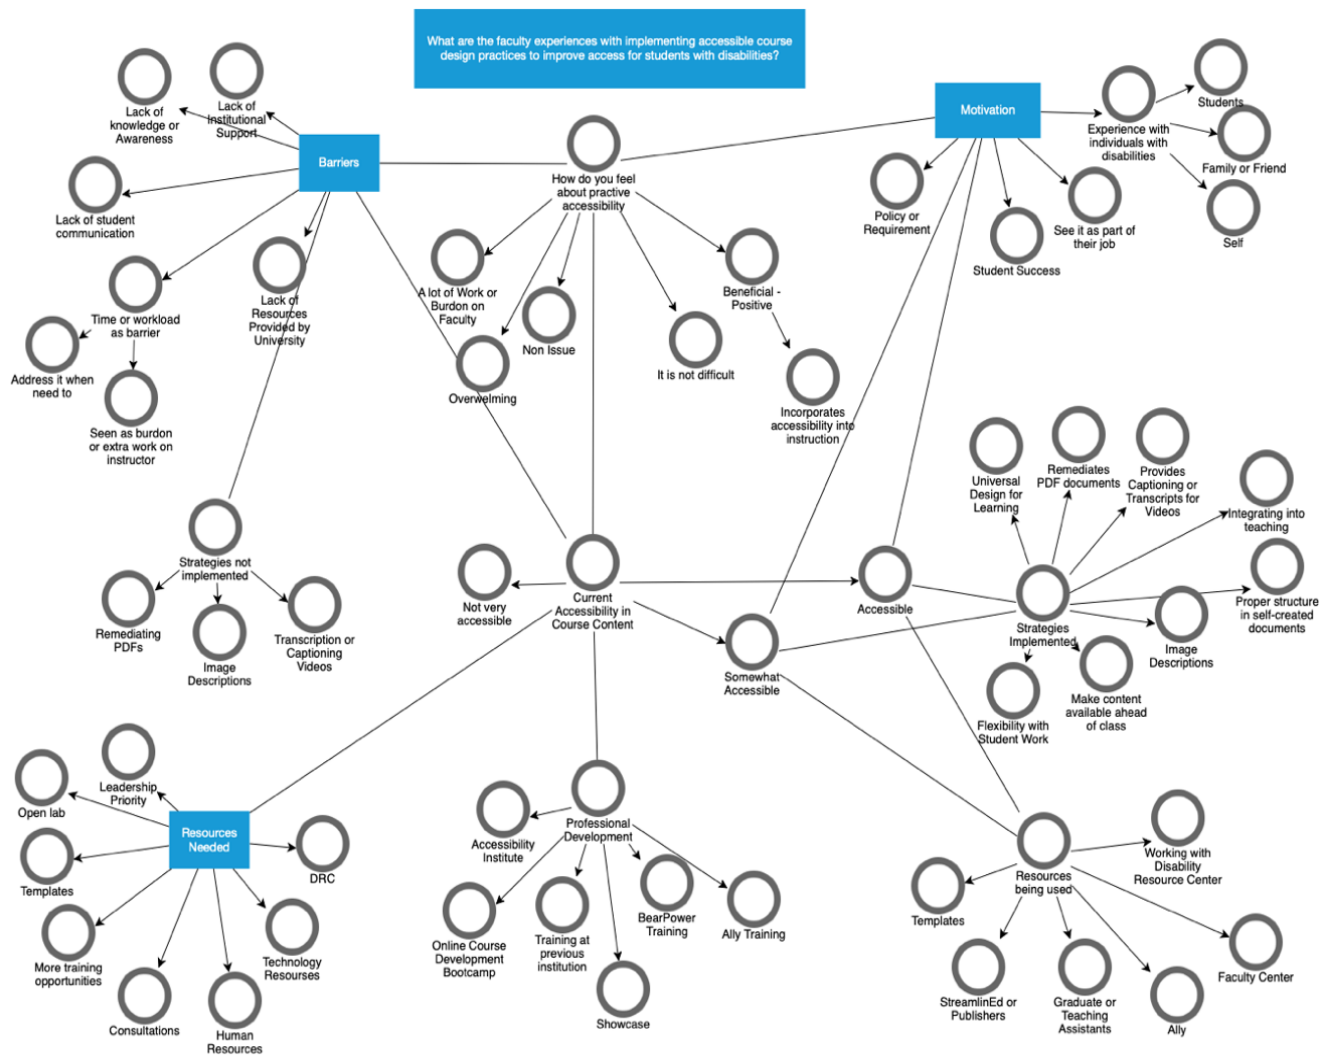 What are the faculty experiences with implementing accessible course
design practices to improve access for students with disabilities?
Barriers
Lack of
knowledge or
Awareness
Lack of
Institutional
Support
Lack of student
communication
Time or workload
as barrier
Address it when
need to
Seen as burdon
or extra work on
instructor
Lack of
Resources
Provided by
University
Strategies not
implemented
Remediating
PDFs
Image
Descriptions
Transcription or
Captioning
Videos
How do you feel
about practive
accessibility
A lot of Work or
Burdon on
Faculty
Overwelming
Non Issue
It is not difficult
Beneficial -
Positive
Incorporates
accessibility into
instruction
Motivation
Experience with
individuals with
disabilities
Students
Family or Friend
Self
Policy or
Requirement
Student Success
See it as part of
their job
Current
Accessibility in
Course Content
Not very
accessible
Somewhat
Accessible
Accessible
Strategies
Implemented
Universal
Design for
Learning
Remediates
PDF documents
Provides
Captioning or
Transcripts for
Videos
Integrating into
teaching
Proper structure
in self-created
documents
Image
Descriptions
Make content
available ahead
of class
Flexibility with
Student Work
Resources
Needed
Leadership
Priority
Open lab
Templates
More training
opportunities
Consultations
Human
Resources
Technology
Resourses
DRC
Professional
Development
Accessibility
Institute
Online Course
Development
Bootcamp
Training at
previous
institution
Showcase
BearPower
Training
Ally Training
Resources
being used
Working with
Disability
Resource Center
Templates
StreamlinEd or
Publishers
Graduate or
Teaching
Assistants
Ally
Faculty Center